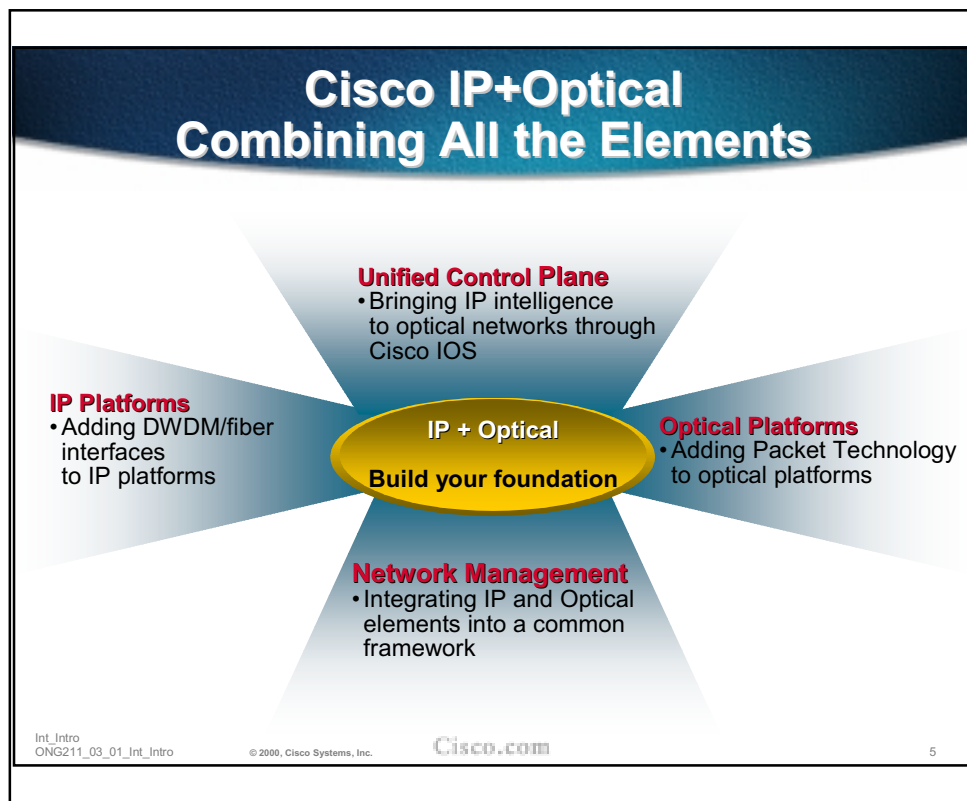 Cisco IP+Optical
Combining All the Elements
Unified Control Plane
• Bringing IP intelligence
to optical networks through
Cisco IOS
IP Platforms
• Adding DWDM/fiber
interfaces
to IP platforms
IP + Optical
Build your foundation
Optical Platforms
• Adding Packet Technology
to optical platforms
Network Management
• Integrating IP and Optical
elements into a common
framework
Int_Intro
ONG211_03_01_Int_Intro
© 2000, Cisco Systems, Inc.
Cisco.com
5